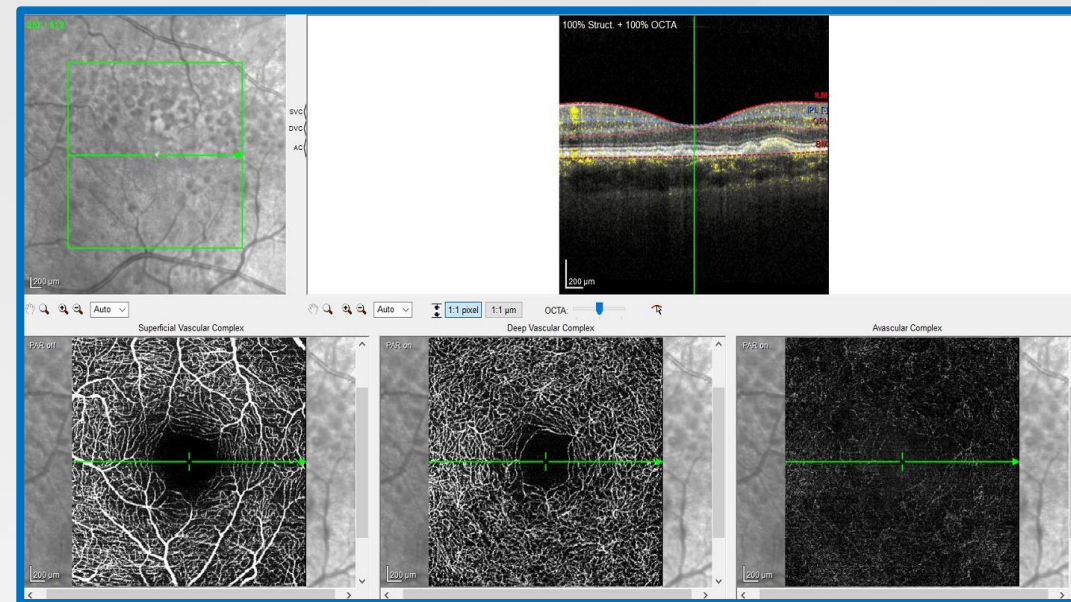 100% Struct. + 100% OCTA
ILM
IPL (-)
OPL
BM
SVC
DVC
AC
200 µm
200 µm
Auto
Auto
1:1 pixel
1:1 µm
OCTA:
Superficial Vascular Complex
Deep Vascular Complex
Avascular Complex
PAR off
PAR on
PAR on
200 µm
200 µm
200 µm